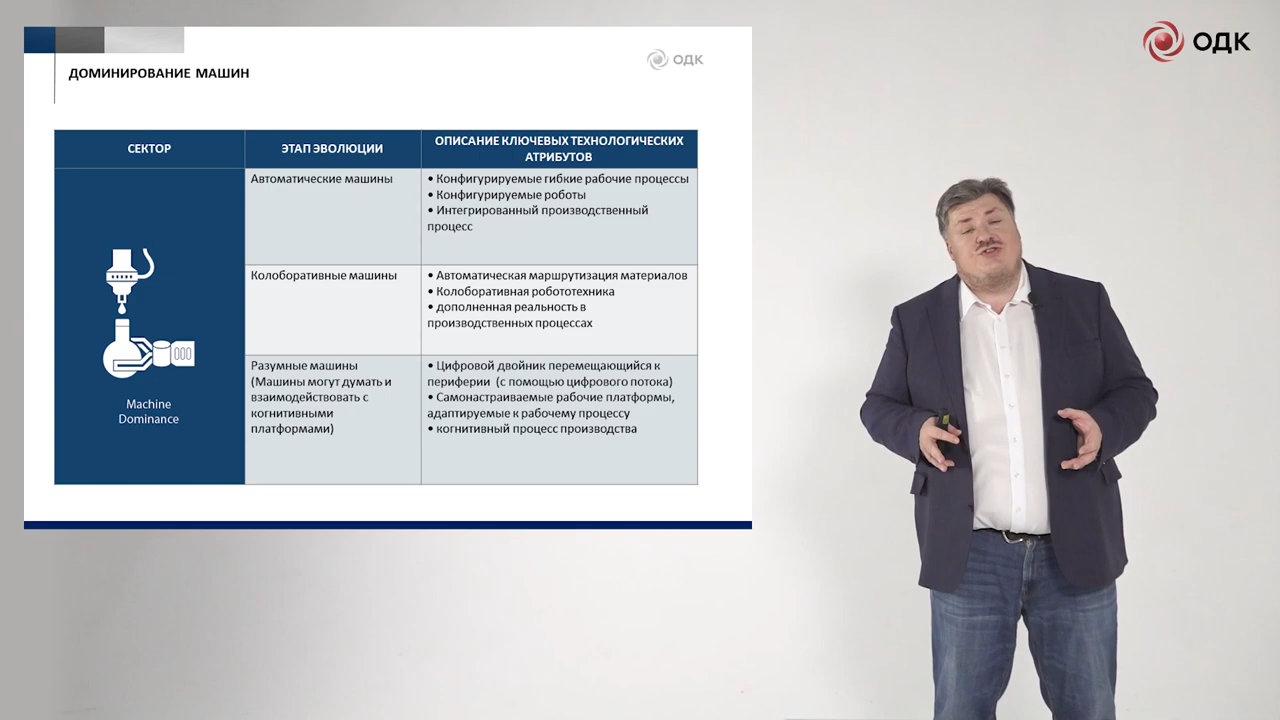 ОДК
ДОМИНИРОВАНИЕ МАШИН
ОДК
СЕКТОР
ЭТАП ЭВОЛЮЦИИ
ОПИСАНИЕ КЛЮЧЕВЫХ ТЕХНОЛОГИЧЕСКИХ
АТРИБУТОВ
Автоматические машины
• Конфигурируемые гибкие рабочие процессы
• Конфигурируемые роботы
• Интегрированный производственный
процесс
Колоборативные машины
• Автоматическая маршрутизация материалов
• Колоборативная робототехника
• дополненная реальность в
производственных процессах
Разумные машины
(Машины могут думать и
взаимодействовать с
когнитивными
платформами)
• Цифровой двойник перемещающийся к
периферии (с помощью цифрового потока)
• Самонастраиваемые рабочие платформы,
адаптируемые к рабочему процессу
• когнитивный процесс производства
Machine
Dominance